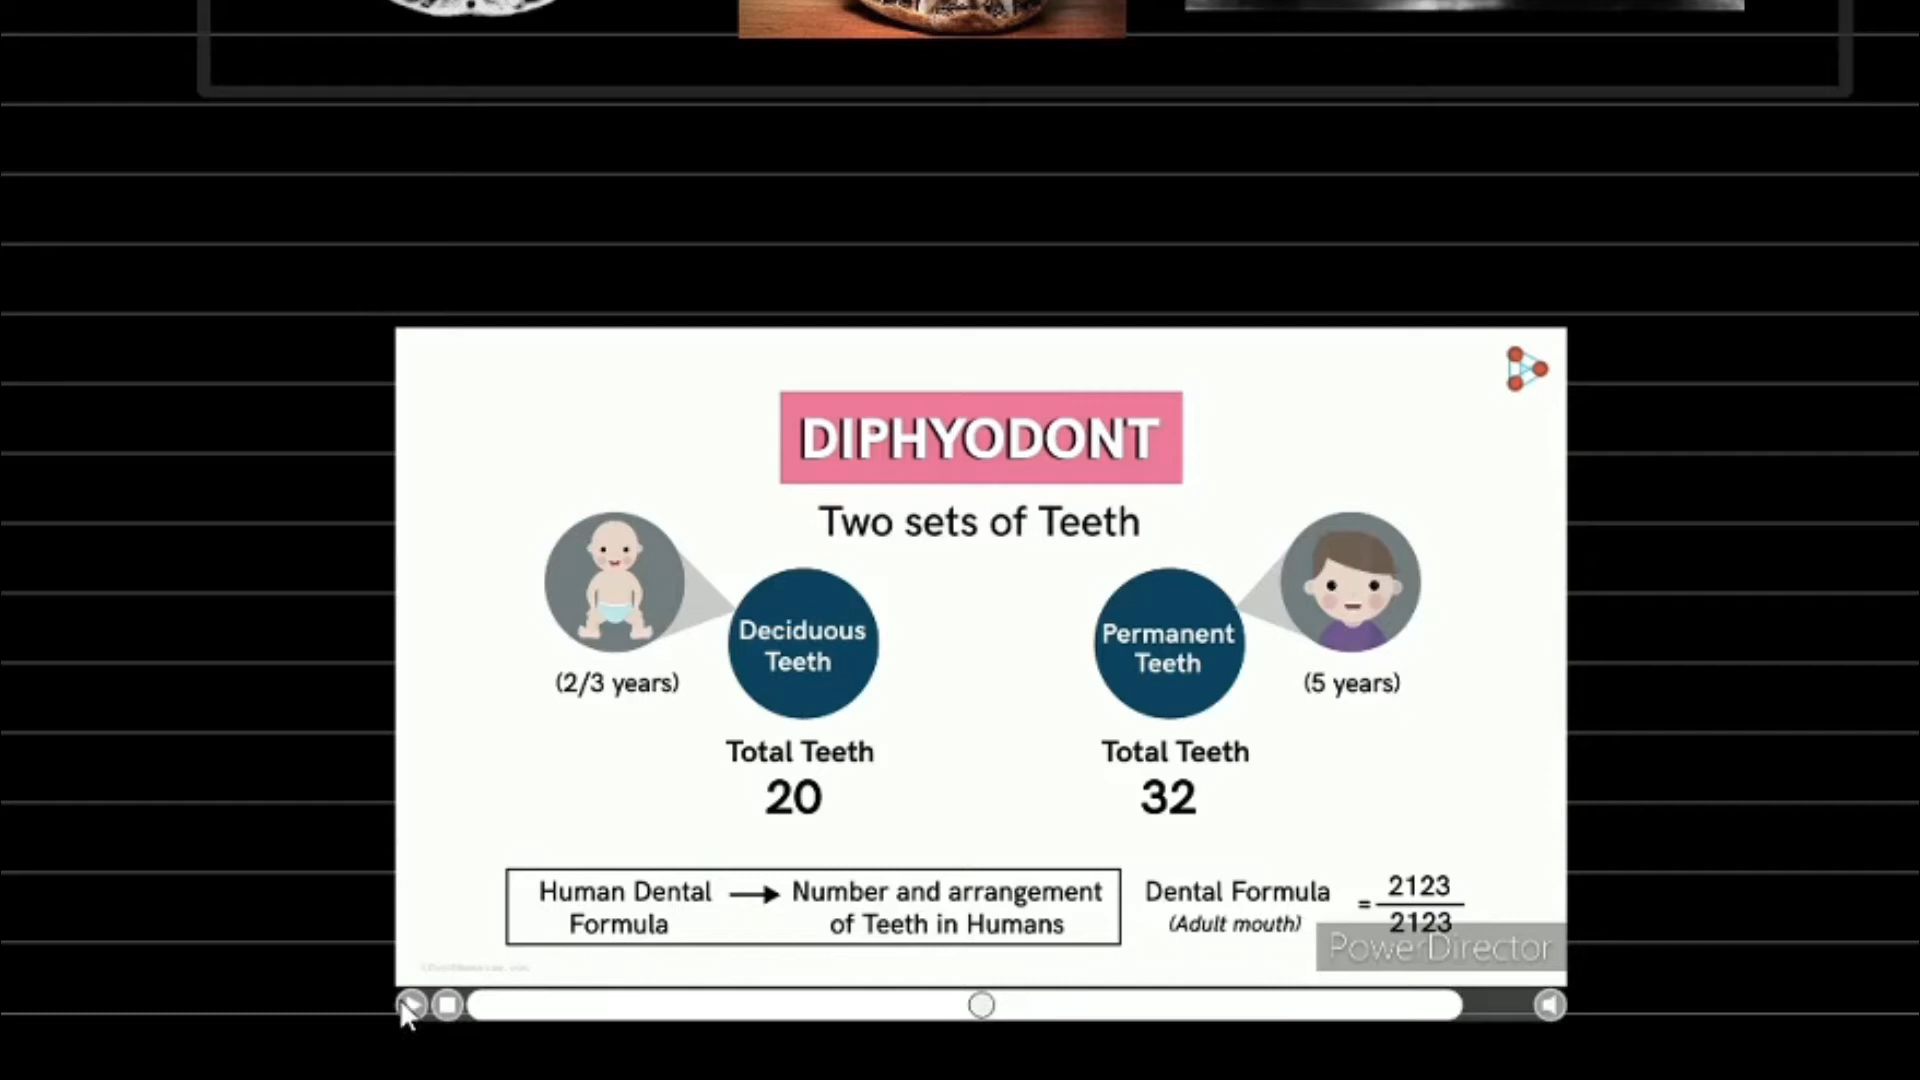 DIPHYODONT
Two sets of Teeth
Deciduous
Teeth
(2/3 years)
Total Teeth
20
Permanent
Teeth
(5 years)
Total Teeth
32
Human Dental
Formula
Number and arrangement
of Teeth in Humans
Dental Formula
(Adult mouth)
=
2123
2123
PowerDirector